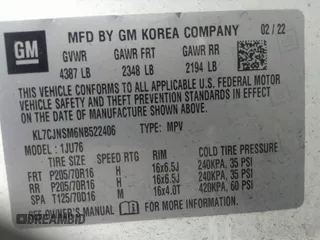 GM
MFD BY GM KOREA COMPANY 02 / 22
GVWR GAWR FRT GAWR RR
4387 LB 2348 LB 2194 LB
THIS VEHICLE CONFORMS TO ALL APPLICABLE U.S.
FEDERAL MOTOR VEHICLE SAFETY, BUMPER, AND
THEFT PREVENTION STANDARDS IN EFFECT
ON THE DATE OF MANUFACTURE SHOWN ABOVE.
KL7CJNSM6NB522406 TYPE: MPV
MODEL: 1JU76
TIRE SIZE SPEED RTG RIM COLD TIRE PRESSURE
FRT P205/70R16 H 16x6.5J 240KPA, 35 PSI
RR P205/70R16 H 16x6.5J 240KPA, 35 PSI
SPA T125/70D16 M 16x4.0T 420KPA, 60 PSI
SEE OWNER'S MANUAL FOR MORE INFORMATION.